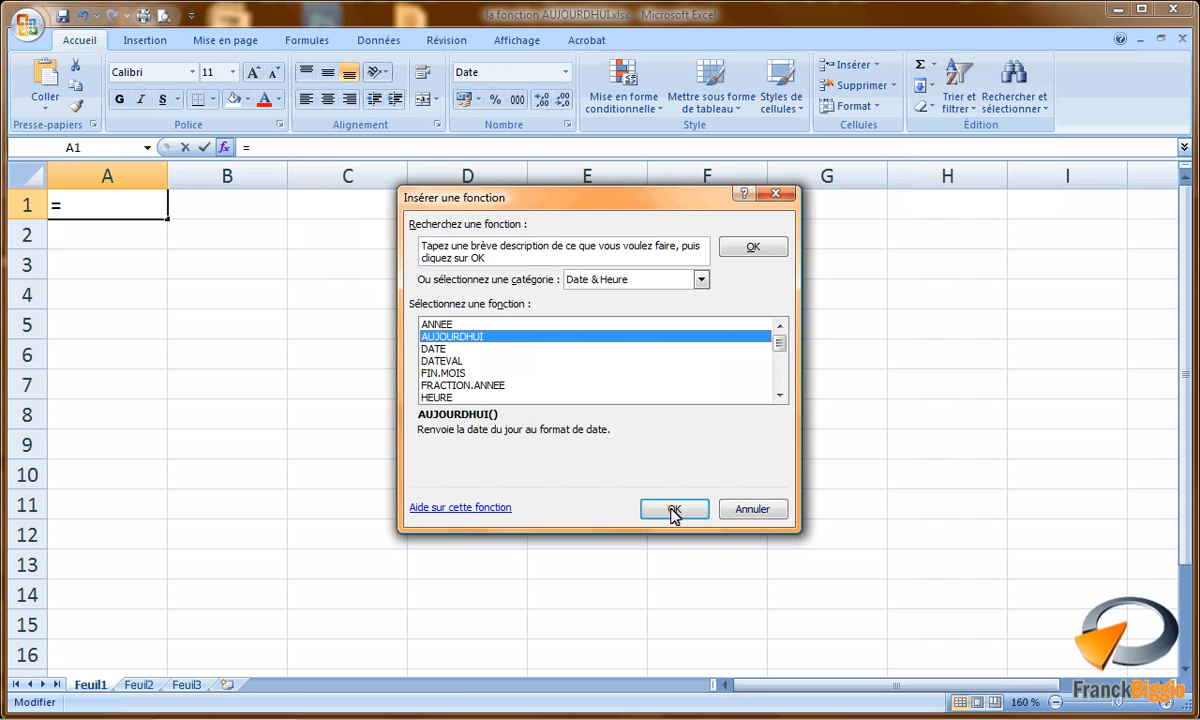 la fonction AUJOURDHUI.xlsx - Microsoft Excel
Accueil Insertion Mise en page Formules Données Révision Affichage Acrobat
Coller
Presse-papiers
Calibri 11
G I S
Police
Alignement
Date
% 000
Nombre
Mise en forme conditionnelle
Mettre sous forme de tableau
Styles de cellules
Style
Insérer
Supprimer
Format
Cellules
Σ
Trier et filtrer
Rechercher et sélectionner
Édition
A1 fx =
A B C D E F G H I
1 =
2
3
4
5
6
7
8
9
10
11
12
13
14
15
16
Insérer une fonction
Recherchez une fonction :
Tapez une brève description de ce que vous voulez faire, puis
cliquez sur OK
OK
Ou sélectionnez une catégorie : Date & Heure
Sélectionnez une fonction :
ANNEE
AUJOURDHUI
DATE
DATEVAL
FIN.MOIS
FRACTION.ANNEE
HEURE
AUJOURDHUI()
Renvoie la date du jour au format de date.
Aide sur cette fonction
OK Annuler
Feuil1 Feuil2 Feuil3
Modifier 160 %
FranckBiggio